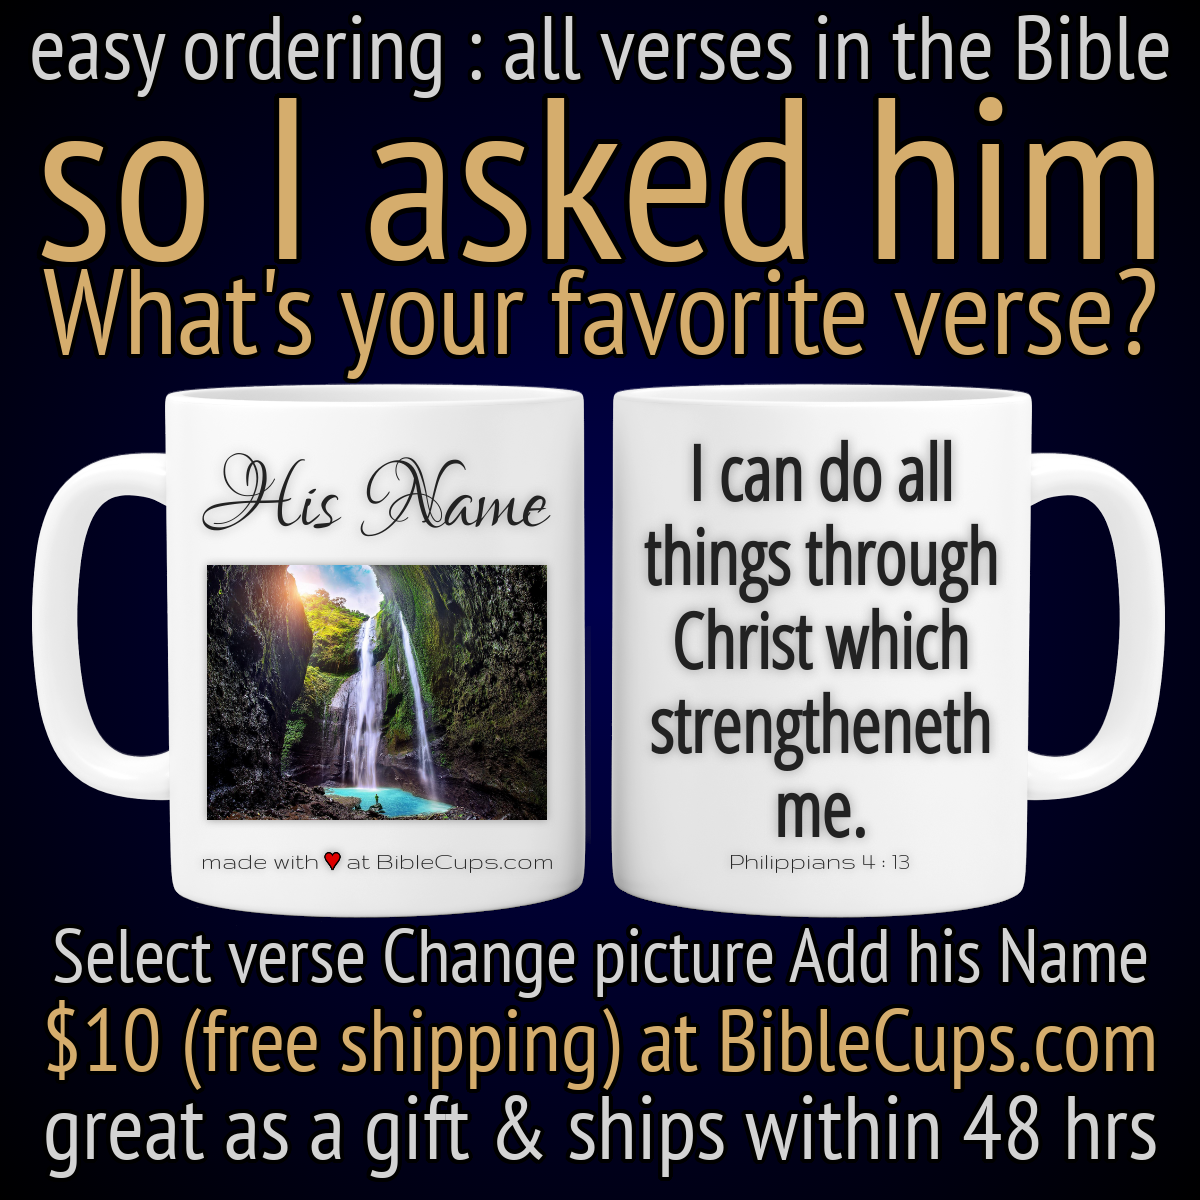 easy ordering : all verses in the Bible
so I asked him
What's your favorite verse?
His Name
made with ♥ at BibleCups.com
I can do all
things through
Christ which
strengtheneth
me.
Philippians 4 : 13
Select verse Change picture Add his Name
$10 (free shipping) at BibleCups.com
great as a gift & ships within 48 hrs